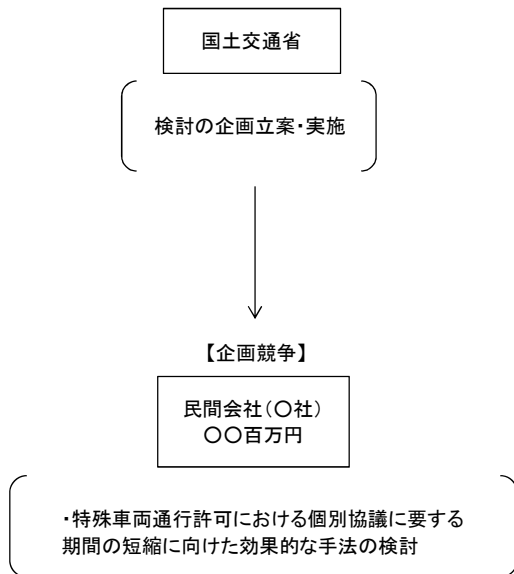 国土交通省
検討の企画立案・実施
【企画競争】
民間会社(〇社)
〇〇百万円
・特殊車両通行許可における個別協議に要する
期間の短縮に向けた効果的な手法の検討